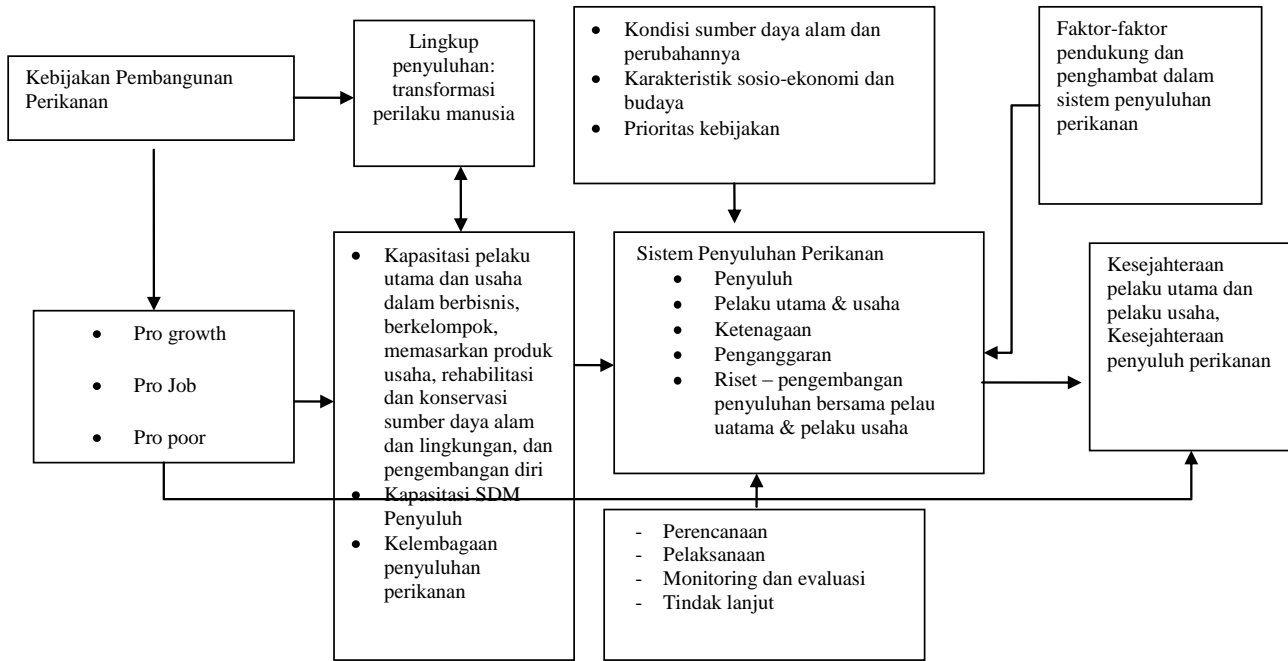 Kebijakan Pembangunan
Perikanan
Lingkup
penyuluhan:
transformasi
perilaku manusia
● Kondisi sumber daya alam dan
perubahannya
● Karakteristik sosio-ekonomi dan
budaya
● Prioritas kebijakan
Faktor-faktor
pendukung dan
penghambat dalam
sistem penyuluhan
perikanan
● Pro growth
● Pro Job
● Pro poor
● Kapasitasi pelaku
utama dan usaha
dalam berbisnis,
berkelompok,
memasarkan produk
usaha, rehabilitasi
dan konservasi
sumber daya alam
dan lingkungan, dan
pengembangan diri
● Kapasitasi SDM
Penyuluh
● Kelembagaan
penyuluhan
perikanan
Sistem Penyuluhan Perikanan
● Penyuluh
● Pelaku utama & usaha
● Ketenagaan
● Penganggaran
● Riset – pengembangan
penyuluhan bersama pelau
uatama & pelaku usaha
Kesejahteraan
pelaku utama dan
pelaku usaha,
Kesejahteraan
penyuluh perikanan
- Perencanaan
- Pelaksanaan
- Monitoring dan evaluasi
- Tindak lanjut